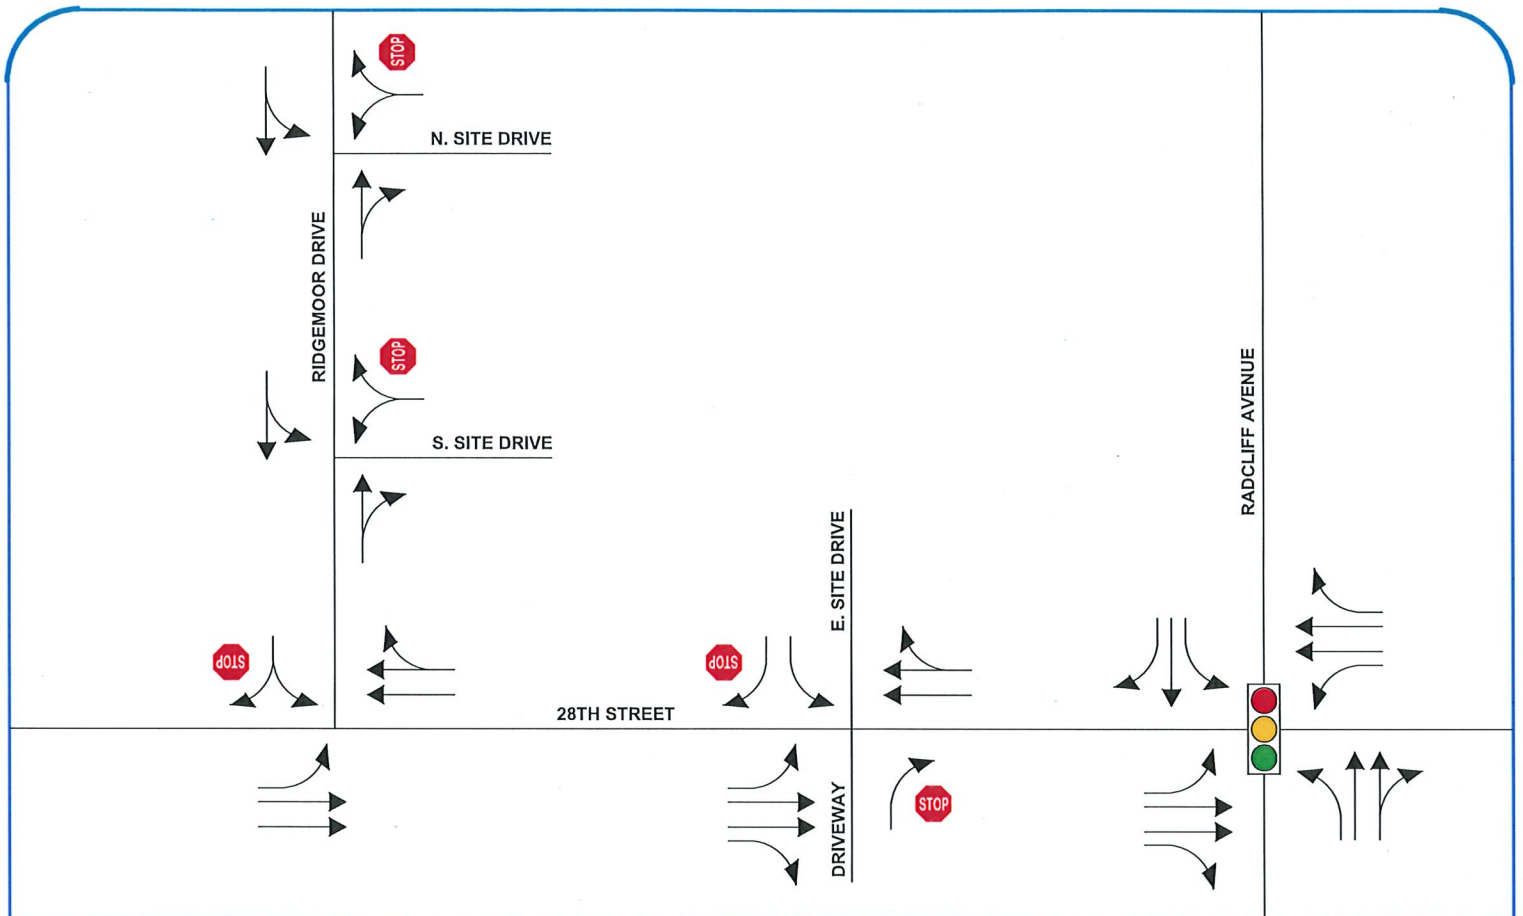 STOP
N. SITE DRIVE
RIDGEMOOR DRIVE
STOP
S. SITE DRIVE
RADCLIFF AVENUE
E. SITE DRIVE
STOP
STOP
28TH STREET
DRIVEWAY
STOP